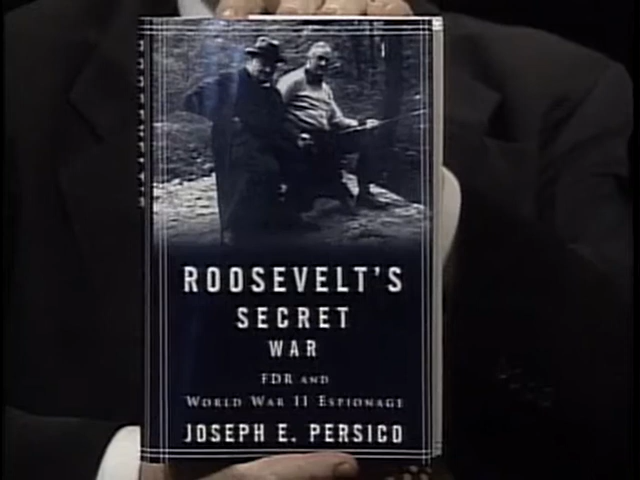 ROOSEVELT'S
SECRET
WAR
FDR AND
WORLD WAR II ESPIONAGE
JOSEPH E. PERSICO